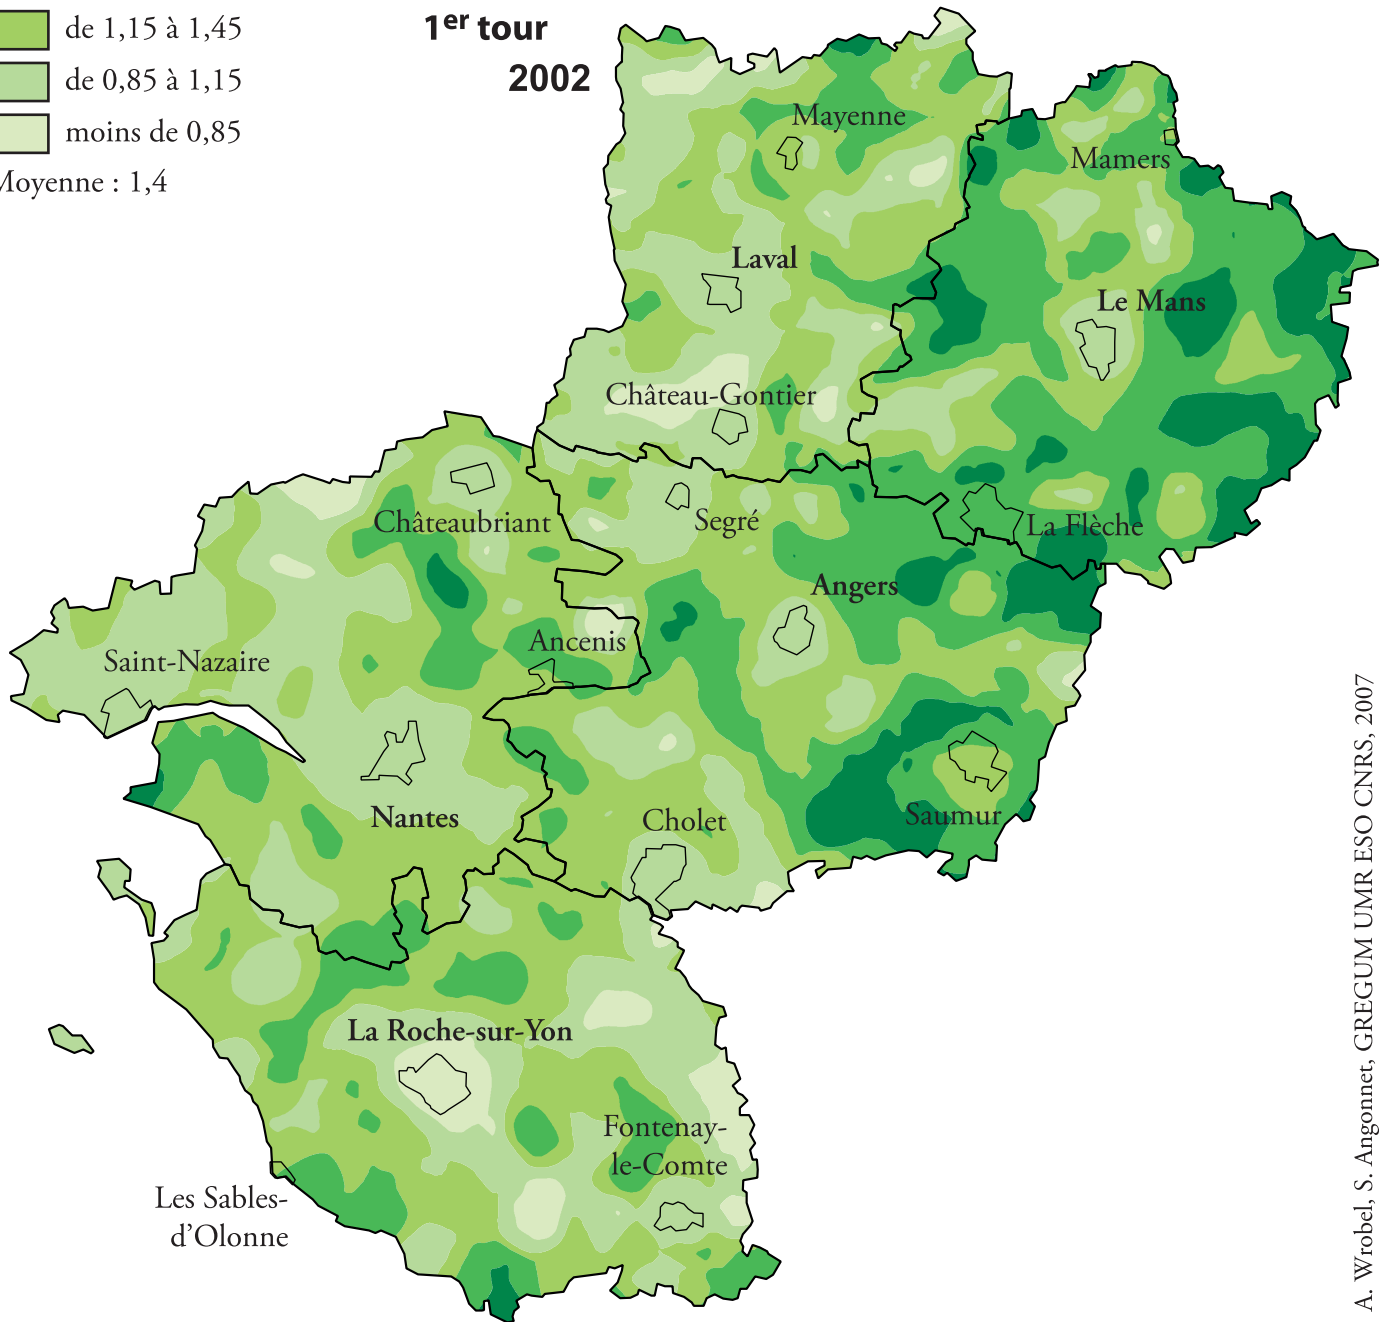 de 1,15 à 1,45
de 0,85 à 1,15
moins de 0,85
Moyenne : 1,4
1er tour
2002
Mayenne
Mamers
Laval
Le Mans
Château-Gontier
Châteaubriant
Segré
La Flèche
Angers
Ancenis
Saint-Nazaire
Nantes
Cholet
Saumur
La Roche-sur-Yon
Fontenay-
le-Comte
Les Sables-
d’Olonne
A. Wrobel, S. Angonnet, GREGUM UMR ESO CNRS, 2007